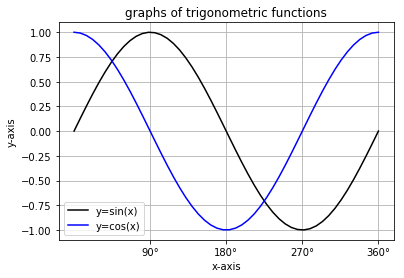 graphs of trigonometric functions
1.00
0.75
0.50
0.25
0.00
−0.25
−0.50
−0.75
−1.00
y-axis
y=sin(x)
y=cos(x)
90° 180° 270° 360°
x-axis